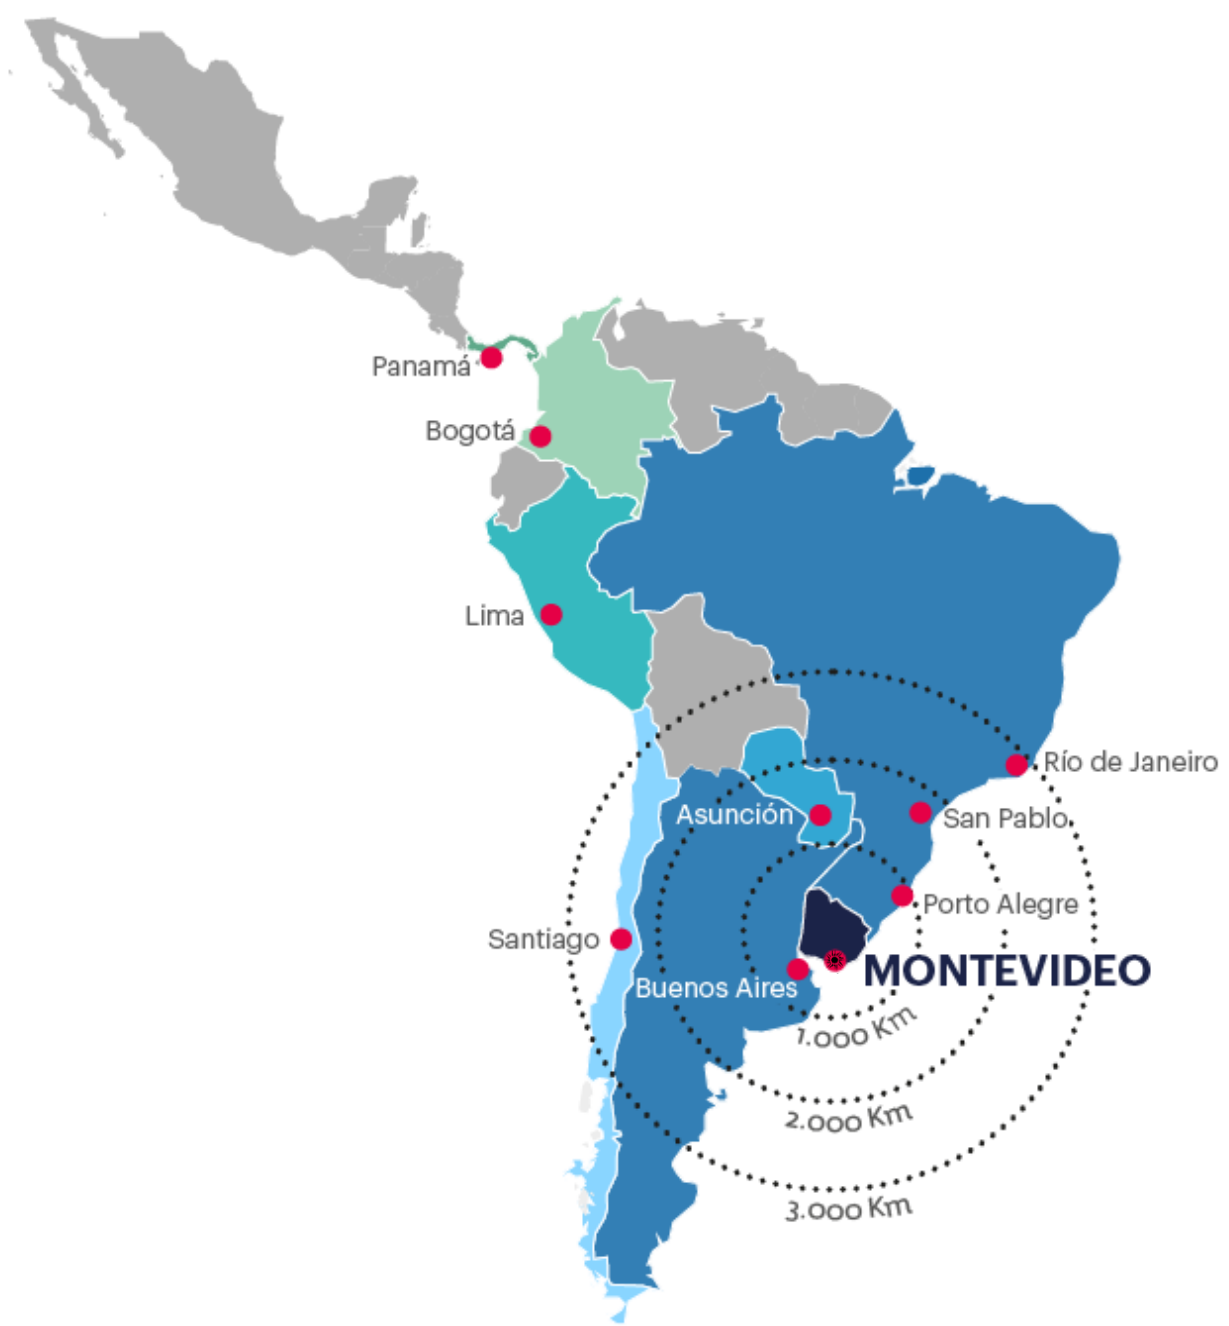 Panamá
Bogotá
Lima
Río de Janeiro
Asunción
San Pablo
Porto Alegre
Santiago
MONTEVIDEO
Buenos Aires
1.000 Km
2.000 Km
3.000 Km